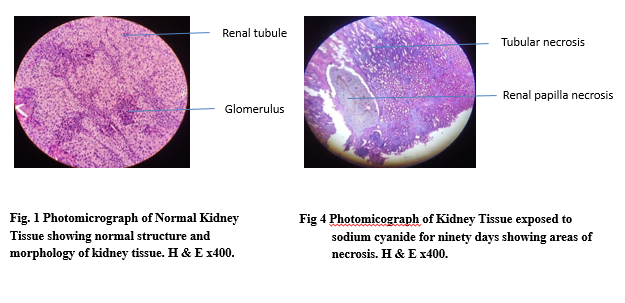 Renal tubule
Glomerulus
Tubular necrosis
Renal papilla necrosis
Fig. 1 Photomicrograph of Normal Kidney
Tissue showing normal structure and
morphology of kidney tissue. H & E x400.
Fig 4 Photomicograph of Kidney Tissue exposed to
sodium cyanide for ninety days showing areas of
necrosis. H & E x400.